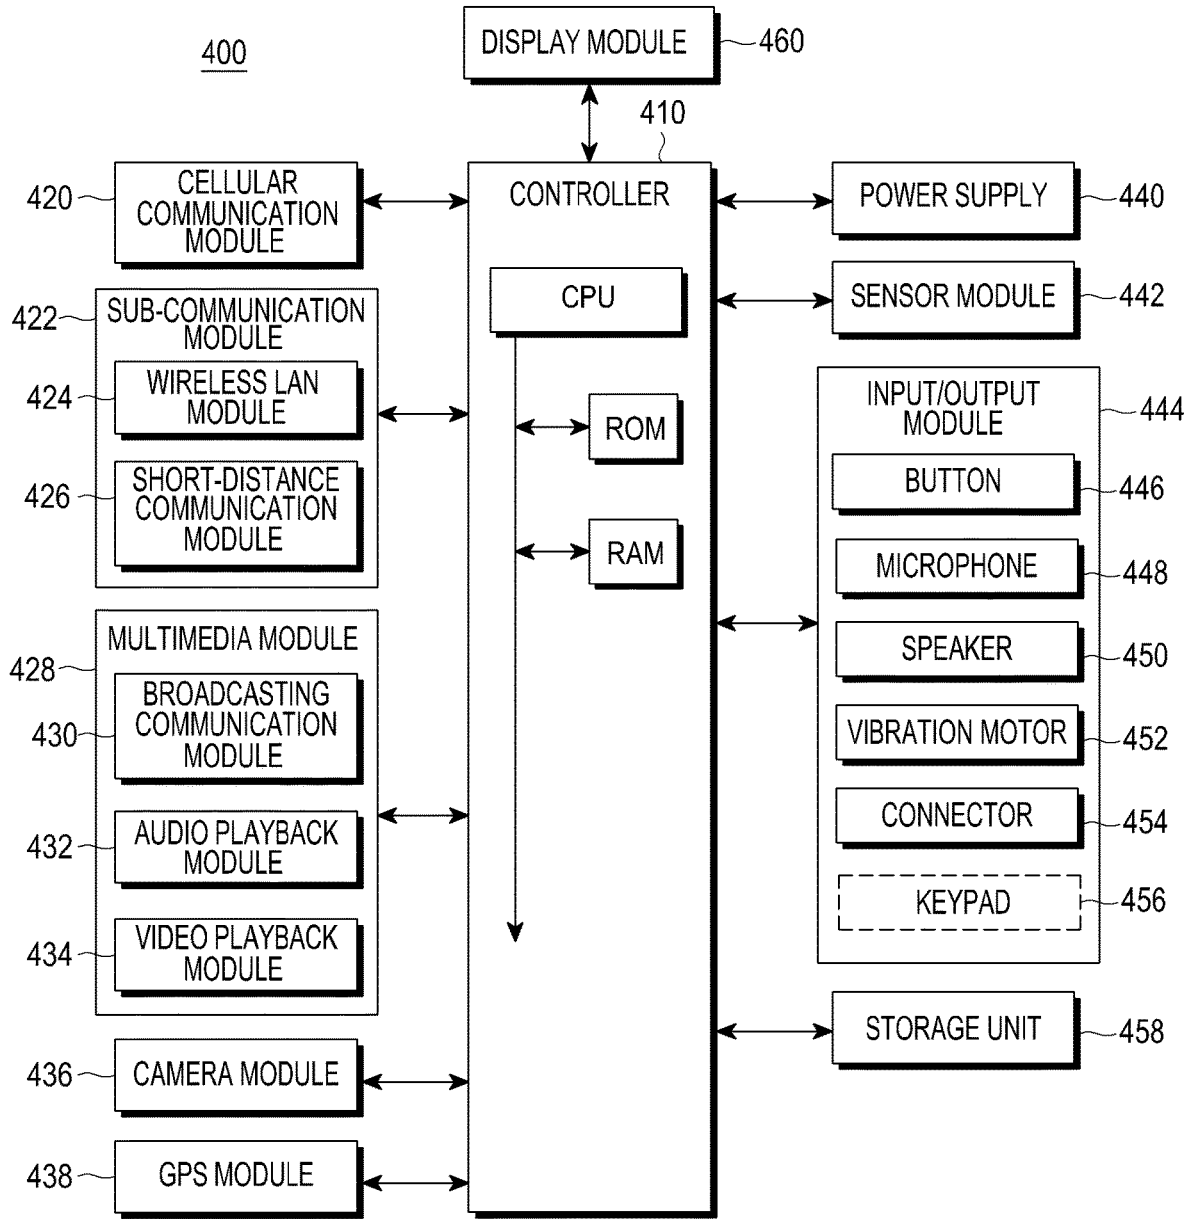 400
DISPLAY MODULE
460
410
CONTROLLER
CPU
ROM
RAM
420
CELLULAR
COMMUNICATION
MODULE
422
SUB-COMMUNICATION
MODULE
424
WIRELESS LAN
MODULE
426
SHORT-DISTANCE
COMMUNICATION
MODULE
428
MULTIMEDIA MODULE
430
BROADCASTING
COMMUNICATION
MODULE
432
AUDIO PLAYBACK
MODULE
434
VIDEO PLAYBACK
MODULE
436
CAMERA MODULE
438
GPS MODULE
POWER SUPPLY
440
SENSOR MODULE
442
INPUT/OUTPUT
MODULE
444
BUTTON
446
MICROPHONE
448
SPEAKER
450
VIBRATION MOTOR
452
CONNECTOR
454
KEYPAD
456
STORAGE UNIT
458